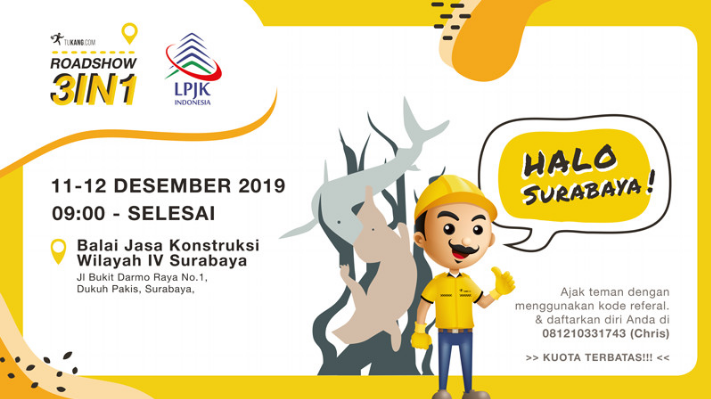 TUKANG.COM
ROADSHOW
3IN1
LPJK
INDONESIA
11-12 DESEMBER 2019
09:00 - SELESAI
Balai Jasa Konstruksi
Wilayah IV Surabaya
Jl Bukit Darmo Raya No.1,
Dukuh Pakis, Surabaya,
HALO
SURABAYA!
Ajak teman dengan
menggunakan kode referal.
& daftarkan diri Anda di
081210331743 (Chris)
>> KUOTA TERBATAS!!! <<